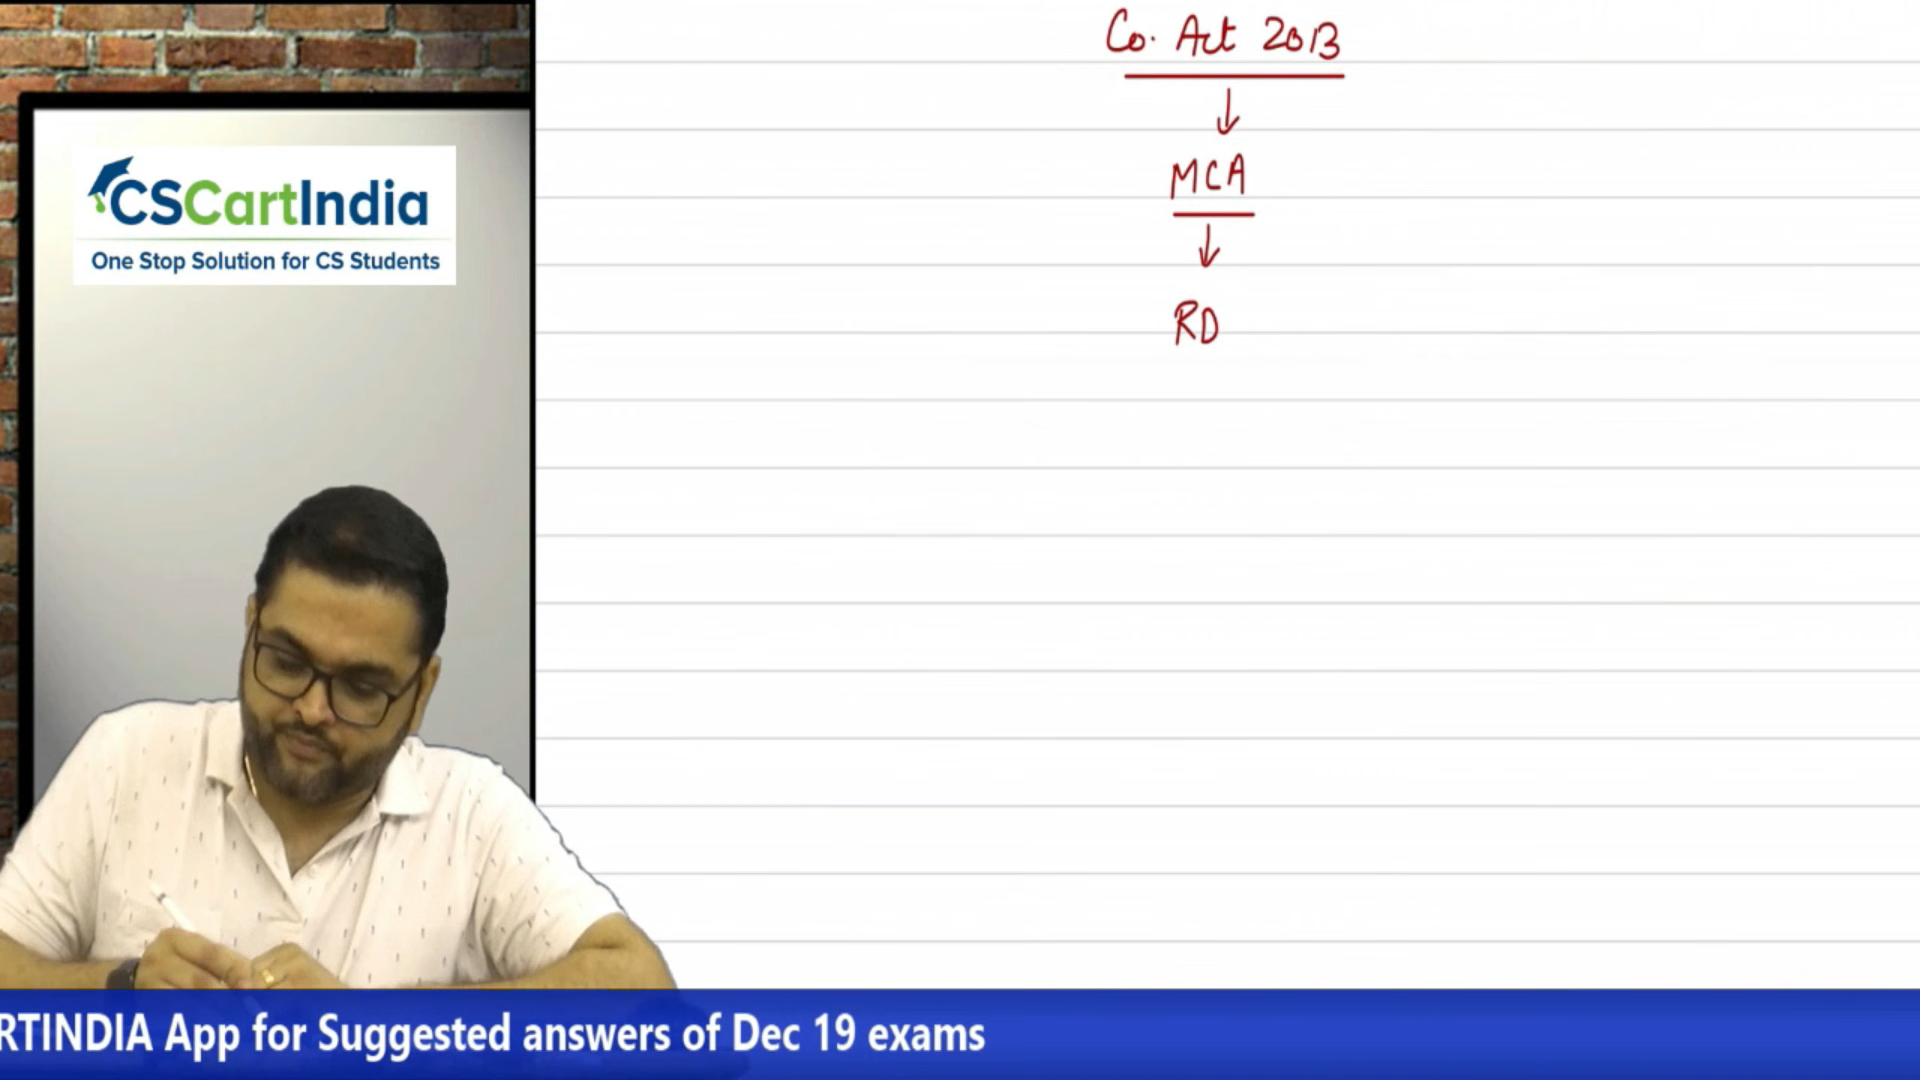 Co. Act 2013
MCA
RD
CSCartIndia
One Stop Solution for CS Students
RTINDIA App for Suggested answers of Dec 19 exams